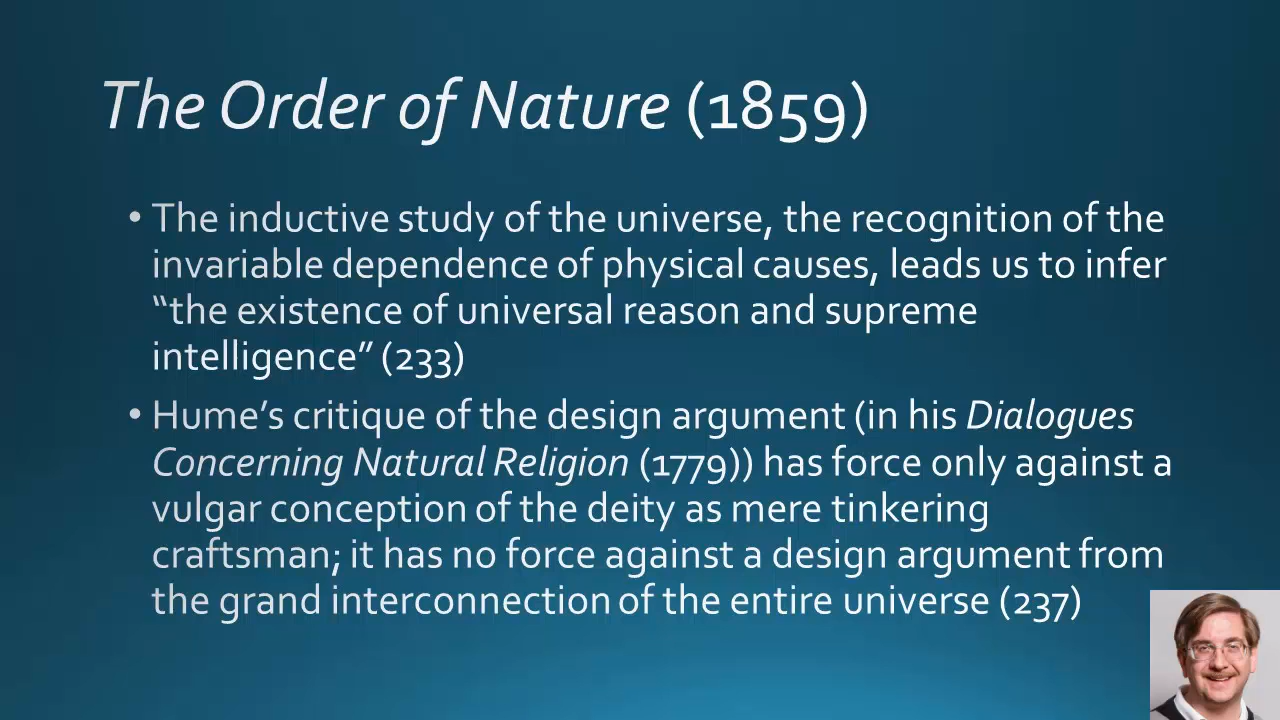 The Order of Nature (1859)
• The inductive study of the universe, the recognition of the
invariable dependence of physical causes, leads us to infer
“the existence of universal reason and supreme
intelligence” (233)
• Hume’s critique of the design argument (in his Dialogues
Concerning Natural Religion (1779)) has force only against a
vulgar conception of the deity as mere tinkering
craftsman; it has no force against a design argument from
the grand interconnection of the entire universe (237)